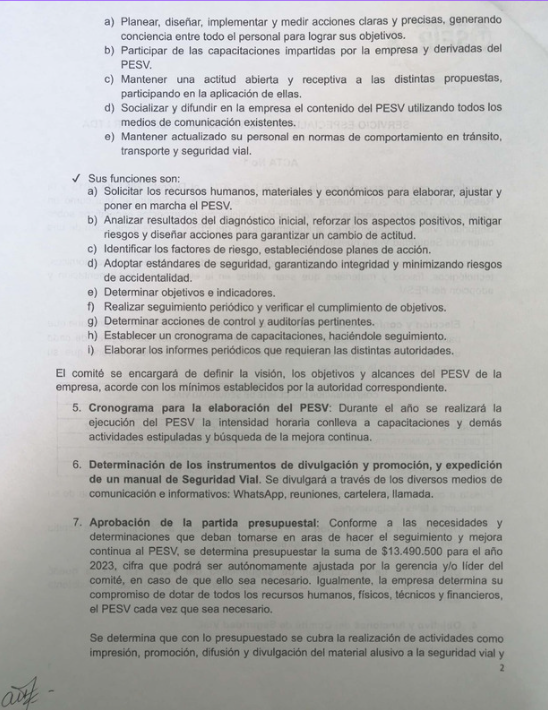 a) Planear, diseñar, implementar y medir acciones claras y precisas, generando
conciencia entre todo el personal para lograr sus objetivos.
b) Participar de las capacitaciones impartidas por la empresa y derivadas del
PESV.
c) Mantener una actitud abierta y receptiva a las distintas propuestas,
participando en la aplicación de ellas.
d) Socializar y difundir en la empresa el contenido del PESV utilizando todos los
medios de comunicación existentes.
e) Mantener actualizado su personal en normas de comportamiento en tránsito,
transporte y seguridad vial.
✓ Sus funciones son:
a) Solicitar los recursos humanos, materiales y económicos para elaborar, ajustar y
poner en marcha el PESV.
b) Analizar resultados del diagnóstico inicial, reforzar los aspectos positivos, mitigar
riesgos y diseñar acciones para garantizar un cambio de actitud.
c) Identificar los factores de riesgo, estableciéndose planes de acción.
d) Adoptar estándares de seguridad, garantizando integridad y minimizando riesgos
de accidentalidad.
e) Determinar objetivos e indicadores.
f) Realizar seguimiento periódico y verificar el cumplimiento de objetivos.
g) Determinar acciones de control y auditorías pertinentes.
h) Establecer un cronograma de capacitaciones, haciéndole seguimiento.
i) Elaborar los informes periódicos que requieran las distintas autoridades.
El comité se encargará de definir la visión, los objetivos y alcances del PESV de la
empresa, acorde con los mínimos establecidos por la autoridad correspondiente.
5. Cronograma para la elaboración del PESV: Durante el año se realizará la
ejecución del PESV la intensidad horaria conlleva a capacitaciones y demás
actividades estipuladas y búsqueda de la mejora continua.
6. Determinación de los instrumentos de divulgación y promoción, y expedición
de un manual de Seguridad Vial. Se divulgará a través de los diversos medios de
comunicación e informativos: WhatsApp, reuniones, cartelera, llamada.
7. Aprobación de la partida presupuestal: Conforme a las necesidades y
determinaciones que deban tomarse en aras de hacer el seguimiento y mejora
continua al PESV, se determina presupuestar la suma de $13.490.500 para el año
2023, cifra que podrá ser autónomamente ajustada por la gerencia y/o líder del
comité, en caso de que ello sea necesario. Igualmente, la empresa determina su
compromiso de dotar de todos los recursos humanos, físicos, técnicos y financieros,
el PESV cada vez que sea necesario.
Se determina que con lo presupuestado se cubra la realización de actividades como
impresión, promoción, difusión y divulgación del material alusivo a la seguridad vial y
2